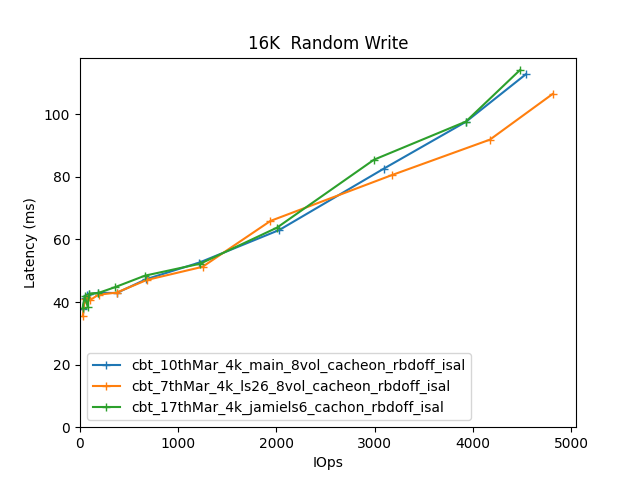 16K  Random Write
Latency (ms)
100
80
60
40
20
0
0 1000 2000 3000 4000 5000
IOps
cbt_10thMar_4k_main_8vol_cacheon_rbdoff_isal
cbt_7thMar_4k_ls26_8vol_cacheon_rbdoff_isal
cbt_17thMar_4k_jamiels6_cachon_rbdoff_isal